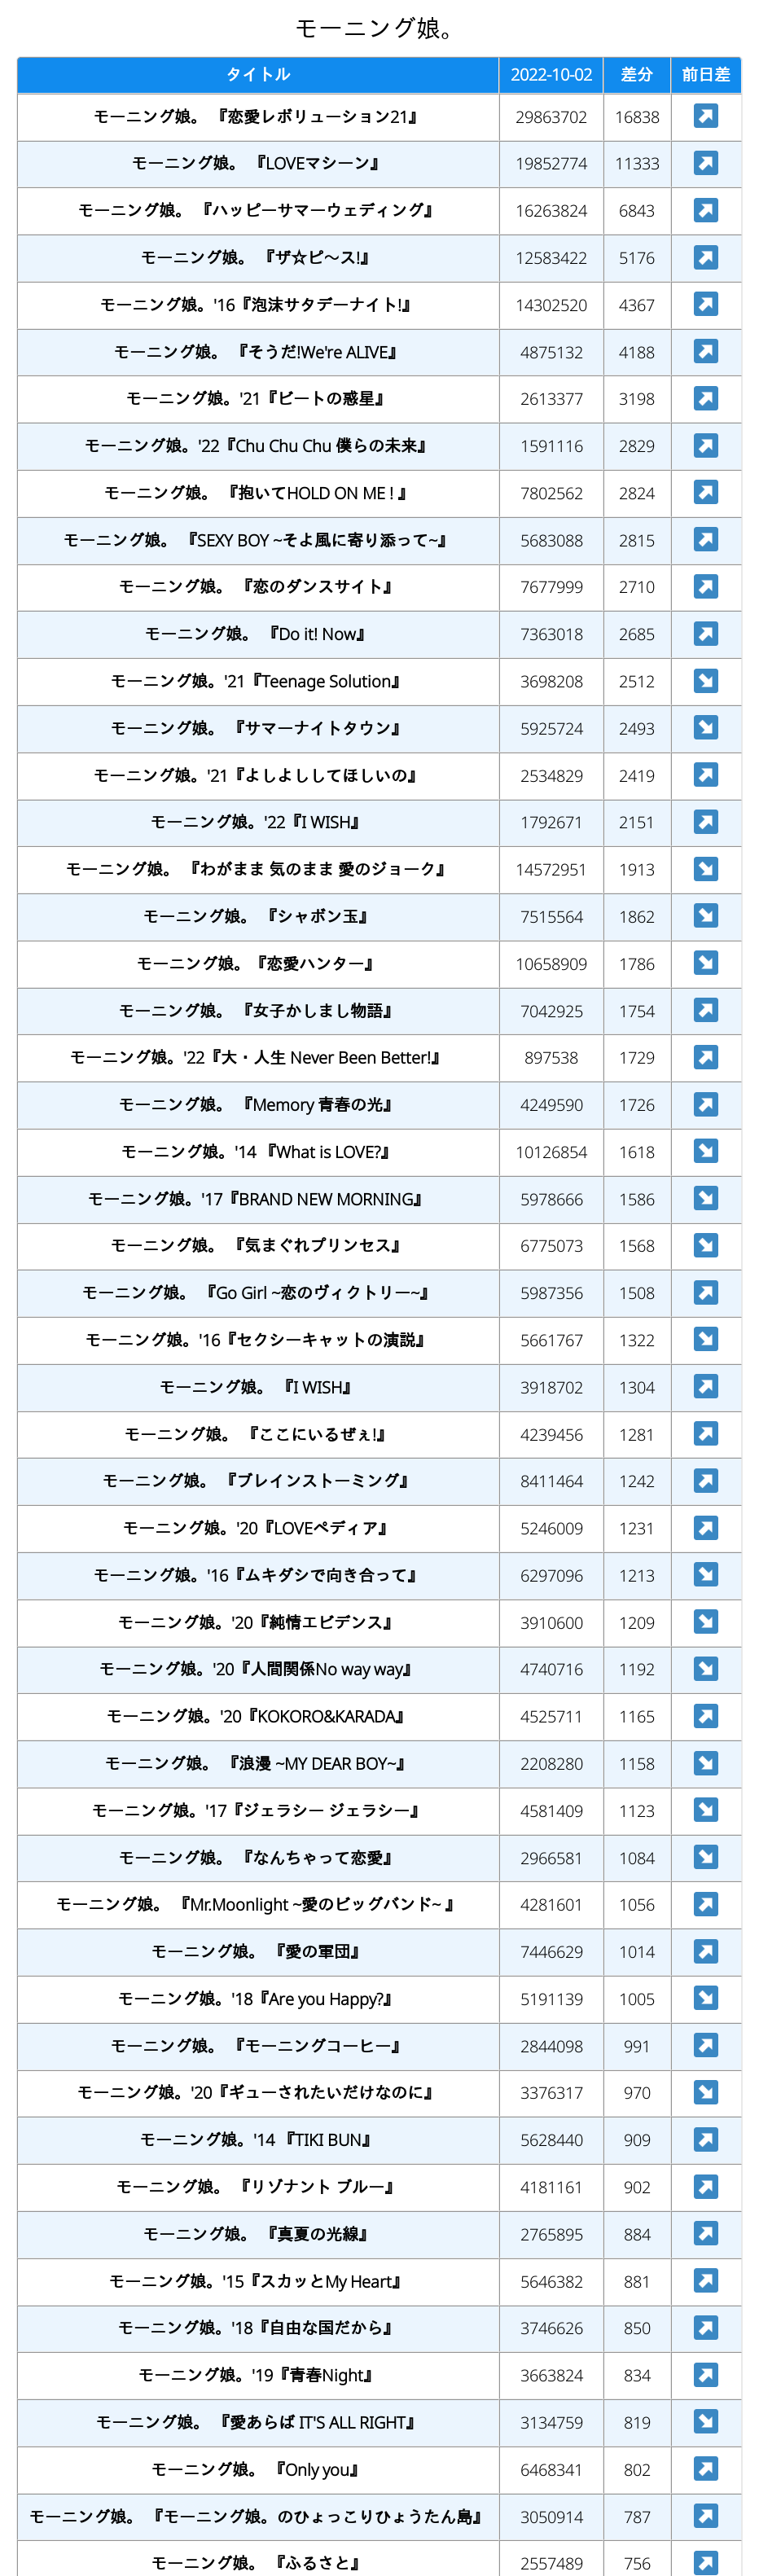 モーニング娘。
タイトル 2022-10-02 差分 前日差
モーニング娘。 『恋愛レボリューション21』 29863702 16838
モーニング娘。 『LOVEマシーン』 19852774 11333
モーニング娘。 『ハッピーサマーウェディング』 16263824 6843
モーニング娘。 『ザ☆ピ〜ス!』 12583422 5176
モーニング娘。'16『泡沫サタデーナイト!』 14302520 4367
モーニング娘。 『そうだ!We're ALIVE』 4875132 4188
モーニング娘。'21『ビートの惑星』 2613377 3198
モーニング娘。'22『Chu Chu Chu 僕らの未来』 1591116 2829
モーニング娘。 『抱いてHOLD ON ME ! 』 7802562 2824
モーニング娘。 『SEXY BOY ~そよ風に寄り添って~』 5683088 2815
モーニング娘。 『恋のダンスサイト』 7677999 2710
モーニング娘。 『Do it! Now』 7363018 2685
モーニング娘。'21『Teenage Solution』 3698208 2512
モーニング娘。 『サマーナイトタウン』 5925724 2493
モーニング娘。'21『よしよししてほしいの』 2534829 2419
モーニング娘。'22『I WISH』 1792671 2151
モーニング娘。 『わがまま 気のまま 愛のジョーク』 14572951 1913
モーニング娘。 『シャボン玉』 7515564 1862
モーニング娘。『恋愛ハンター』 10658909 1786
モーニング娘。 『女子かしまし物語』 7042925 1754
モーニング娘。'22『大・人生 Never Been Better!』 897538 1729
モーニング娘。 『Memory 青春の光』 4249590 1726
モーニング娘。'14 『What is LOVE?』 10126854 1618
モーニング娘。'17『BRAND NEW MORNING』 5978666 1586
モーニング娘。 『気まぐれプリンセス』 6775073 1568
モーニング娘。 『Go Girl ~恋のヴィクトリー~』 5987356 1508
モーニング娘。'16『セクシーキャットの演説』 5661767 1322
モーニング娘。 『I WISH』 3918702 1304
モーニング娘。 『ここにいるぜぇ!』 4239456 1281
モーニング娘。 『ブレインストーミング』 8411464 1242
モーニング娘。'20『LOVEペディア』 5246009 1231
モーニング娘。'16『ムキダシで向き合って』 6297096 1213
モーニング娘。'20『純情エビデンス』 3910600 1209
モーニング娘。'20『人間関係No way way』 4740716 1192
モーニング娘。'20『KOKORO&KARADA』 4525711 1165
モーニング娘。 『浪漫 ~MY DEAR BOY~』 2208280 1158
モーニング娘。'17『ジェラシー ジェラシー』 4581409 1123
モーニング娘。 『なんちゃって恋愛』 2966581 1084
モーニング娘。 『Mr.Moonlight ~愛のビッグバンド~ 』 4281601 1056
モーニング娘。 『愛の軍団』 7446629 1014
モーニング娘。'18『Are you Happy?』 5191139 1005
モーニング娘。 『モーニングコーヒー』 2844098 991
モーニング娘。'20『ギューされたいだけなのに』 3376317 970
モーニング娘。'14 『TIKI BUN』 5628440 909
モーニング娘。 『リゾナント ブルー』 4181161 902
モーニング娘。 『真夏の光線』 2765895 884
モーニング娘。'15『スカッとMy Heart』 5646382 881
モーニング娘。'18『自由な国だから』 3746626 850
モーニング娘。'19『青春Night』 3663824 834
モーニング娘。 『愛あらば IT'S ALL RIGHT』 3134759 819
モーニング娘。 『Only you』 6468341 802
モーニング娘。 『モーニング娘。のひょっこりひょうたん島』 3050914 787
モーニング娘。 『ふるさと』 2557489 756